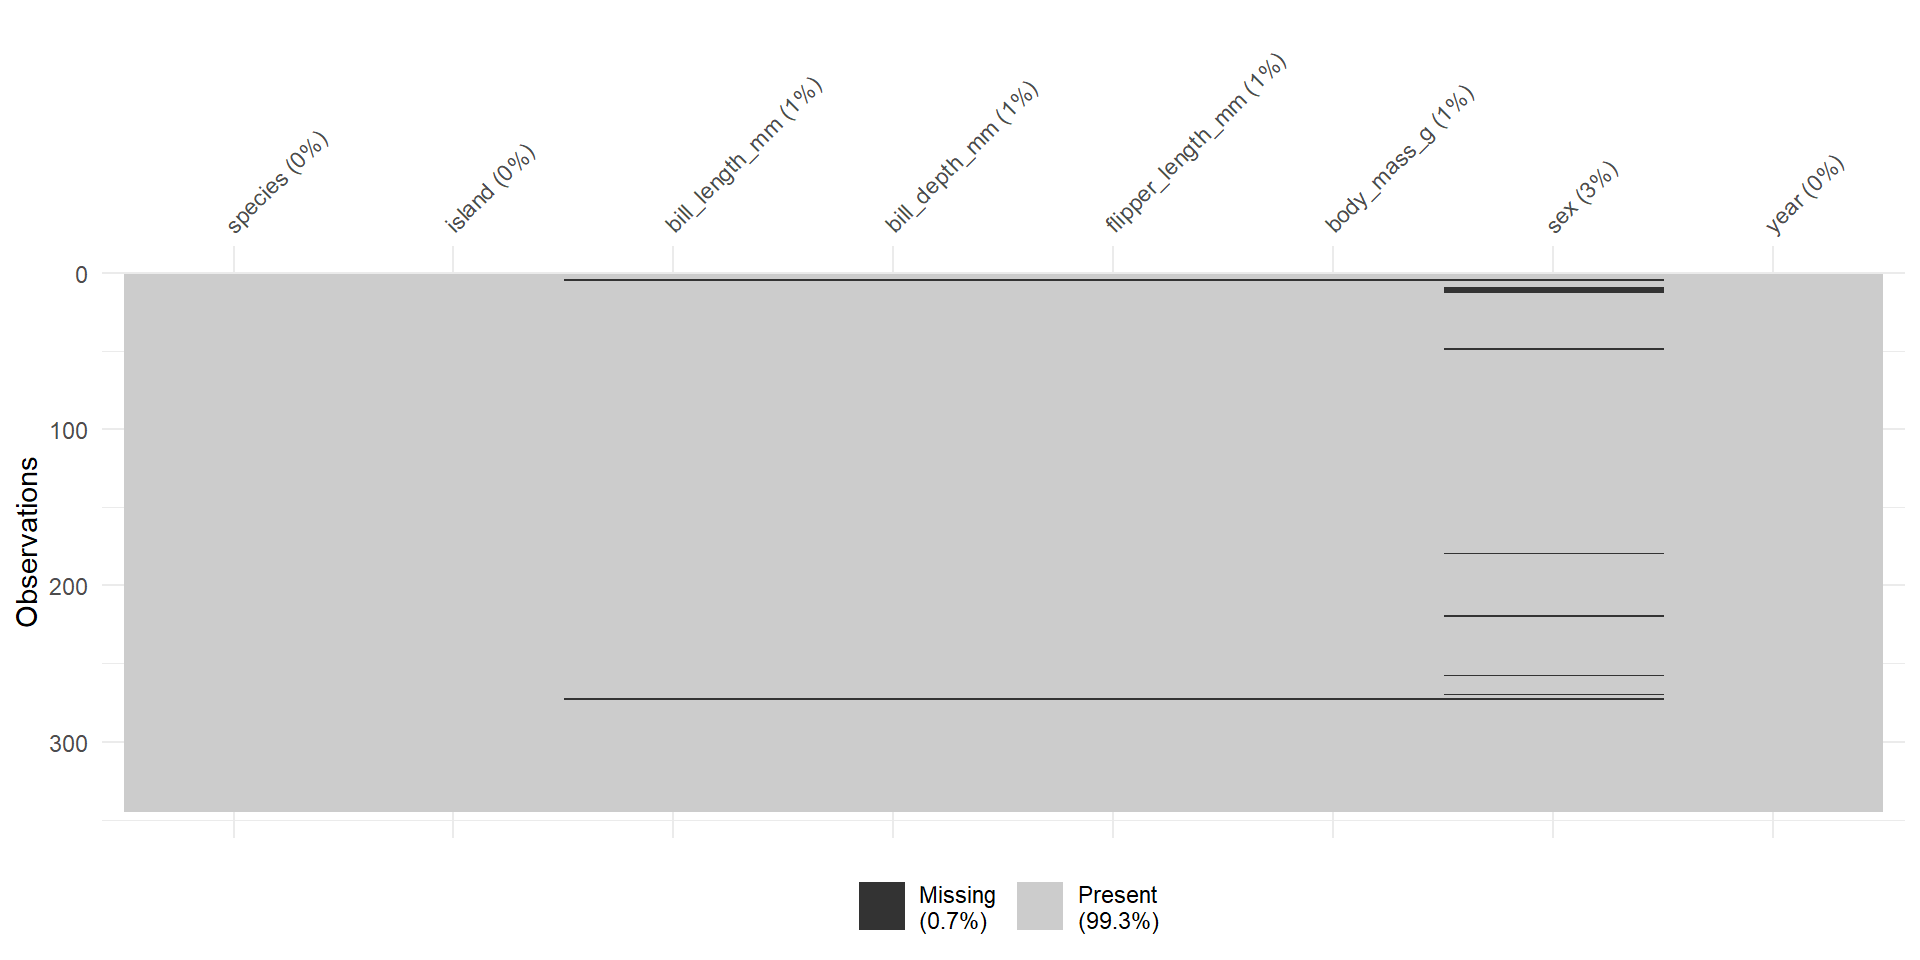 species (0%)
island (0%)
bill_length_mm (1%)
bill_depth_mm (1%)
flipper_length_mm (1%)
body_mass_g (1%)
sex (3%)
year (0%)
0
100
200
300
Observations
Missing
(0.7%)
Present
(99.3%)